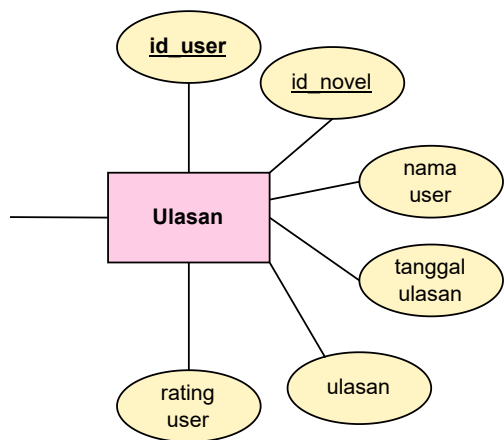 id_user
id_novel
nama
user
Ulasan
tanggal
ulasan
ulasan
rating
user